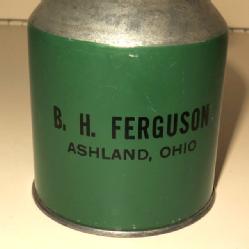 B. H. FERGUSON
ASHLAND, OHIO